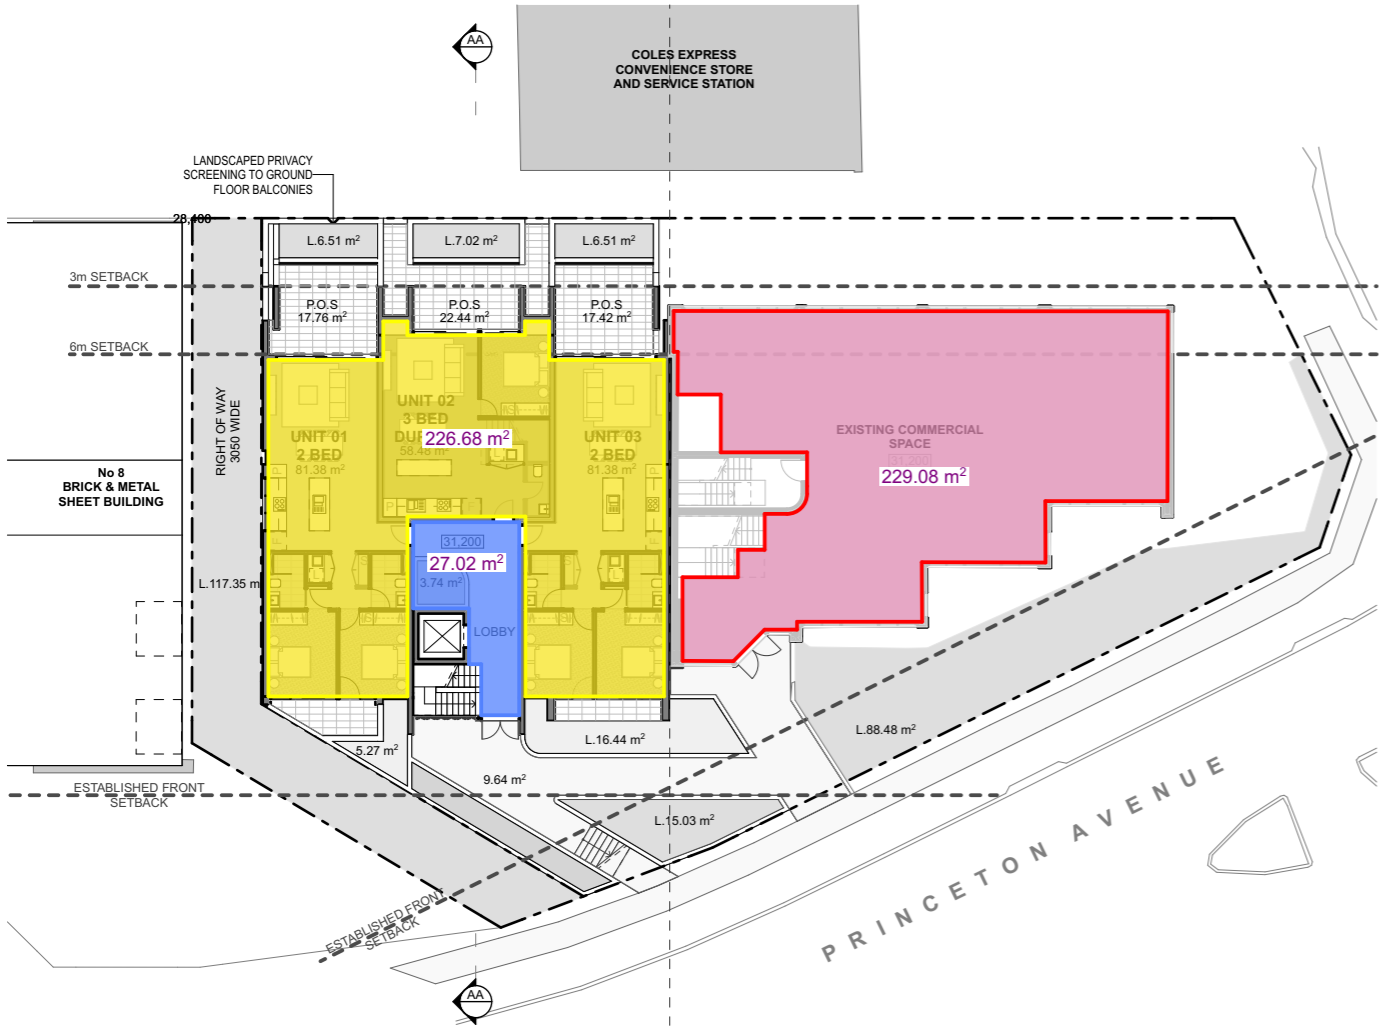 AA
COLES EXPRESS
CONVENIENCE STORE
AND SERVICE STATION
LANDSCAPED PRIVACY
SCREENING TO GROUND
FLOOR BALCONIES
28,400
L.6.51 m²
L.7.02 m²
L.6.51 m²
3m SETBACK
P.O.S
17.76 m²
P.O.S
22.44 m²
P.O.S
17.42 m²
6m SETBACK
RIGHT OF WAY
3050 WIDE
UNIT 01
2 BED
81.38 m²
UNIT 02
3 BED
226.68 m²
58.48 m²
UNIT 03
2 BED
81.38 m²
EXISTING COMMERCIAL
SPACE
31,200
229.08 m²
No 8
BRICK & METAL
SHEET BUILDING
31,200
27.02 m²
3.74 m²
L.117.35 m
LOBBY
5.27 m²
L.16.44 m²
L.88.48 m²
9.64 m²
ESTABLISHED FRONT
SETBACK
L.15.03 m²
ESTABLISHED FRONT
SETBACK
PRINCETON AVENUE
AA